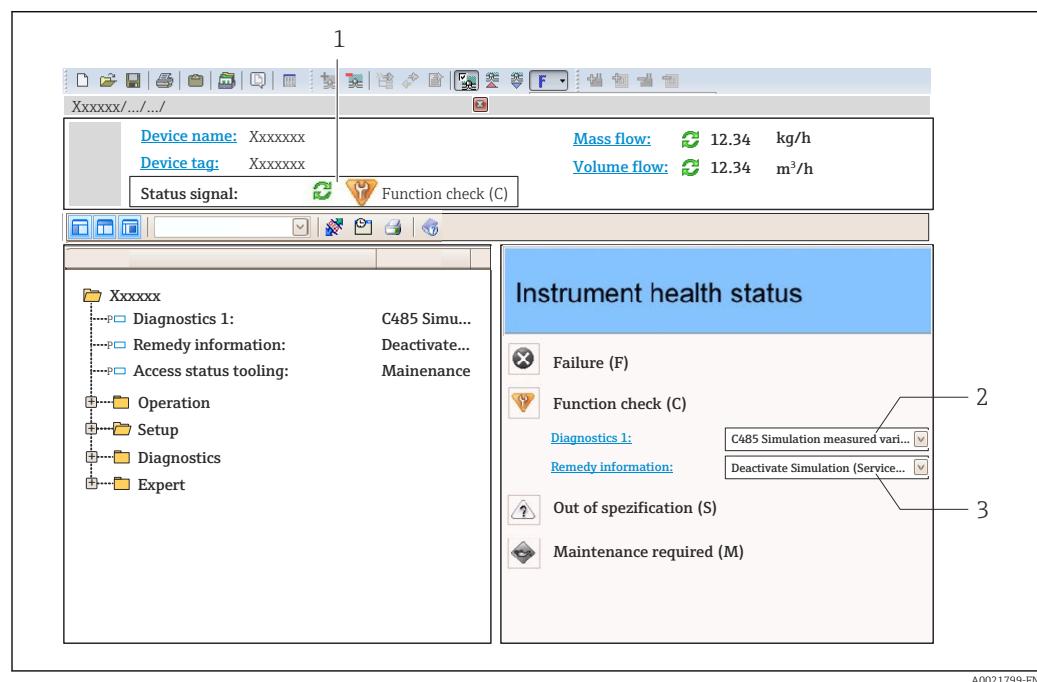 1
F
Xxxxxx/.../.../
Device name: Xxxxxxx
Mass flow: 12.34 kg/h
Device tag: Xxxxxxx
Volume flow: 12.34 m³/h
Status signal: Function check (C)
Xxxxxx
Diagnostics 1: C485 Simu...
Remedy information: Deactivate...
Access status tooling: Mainenance
Operation
Setup
Diagnostics
Expert
Instrument health status
Failure (F)
Function check (C)
2
Diagnostics 1: C485 Simulation measured vari...
Remedy information: Deactivate Simulation (Service...
Out of spezification (S)
3
Maintenance required (M)
A0021799-EN